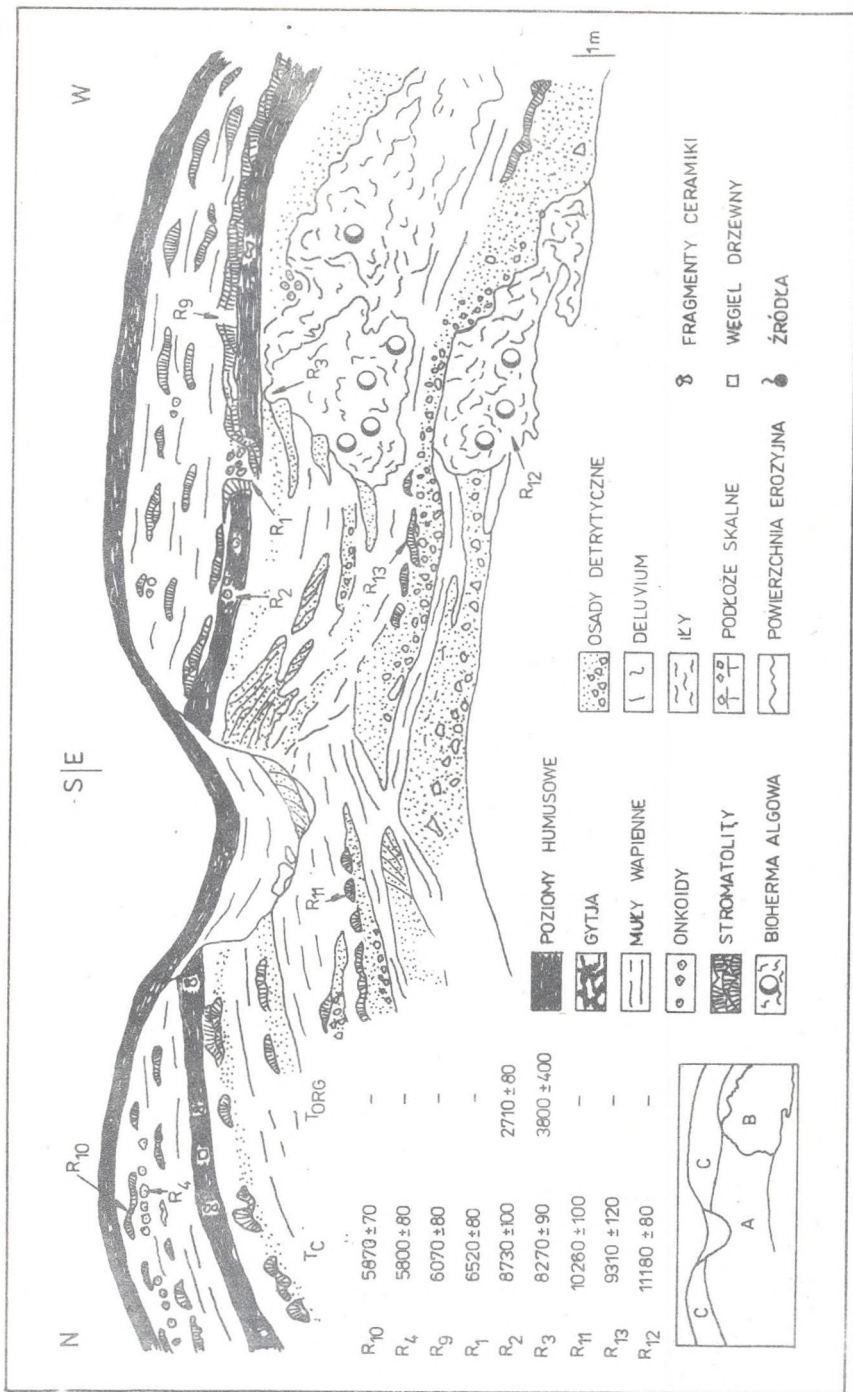 N
S|E
W
R10
R4
R11
R2
R1
R13
R3
R9
R12
1m
TC TORG
R10 5870 ± 70 –
R4 5800 ± 80 –
R9 6070 ± 80 –
R1 6520 ± 80 –
R2 8730 ± 100 2710 ± 80
R3 8270 ± 90 3800 ± 400
R11 10260 ± 100 –
R13 9310 ± 120 –
R12 11180 ± 80 –
C
C
A
B
POZIOMY HUMUSOWE
GYTJA
MUŁY WAPIENNE
ONKOIDY
STROMATOLITY
BIOHERMA ALGOWA
OSADY DETRYTYCZNE
DELUVIUM
IŁY
PODŁOŻE SKALNE
POWIERZCHNIA EROZYJNA
FRAGMENTY CERAMIKI
WĘGIEL DRZEWNY
ŹRÓDŁA